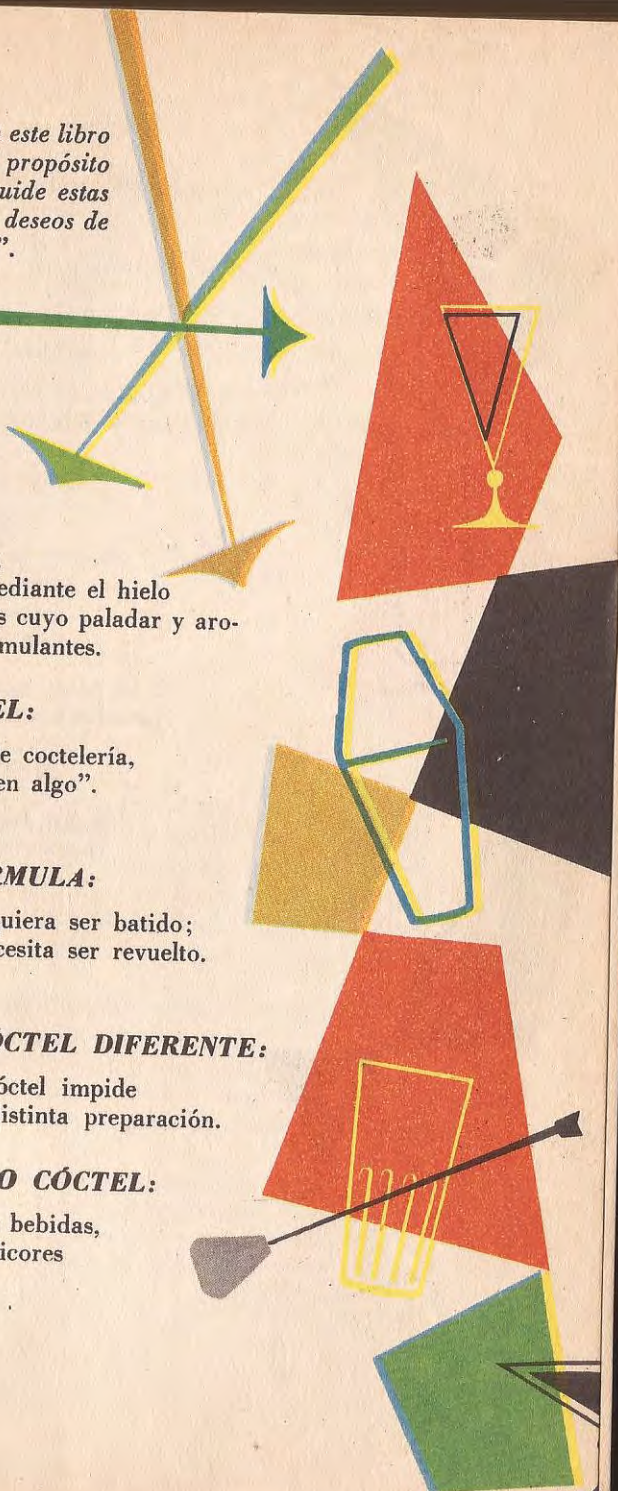 este libro
propósito
uide estas
deseos de
”.
ediante el hielo
s cuyo paladar y aro-
mulantes.
EL:
e coctelería,
en algo”.
RMULA:
uiera ser batido;
cesita ser revuelto.
ÓCTEL DIFERENTE:
óctel impide
istinta preparación.
O CÓCTEL:
bebidas,
icores
.